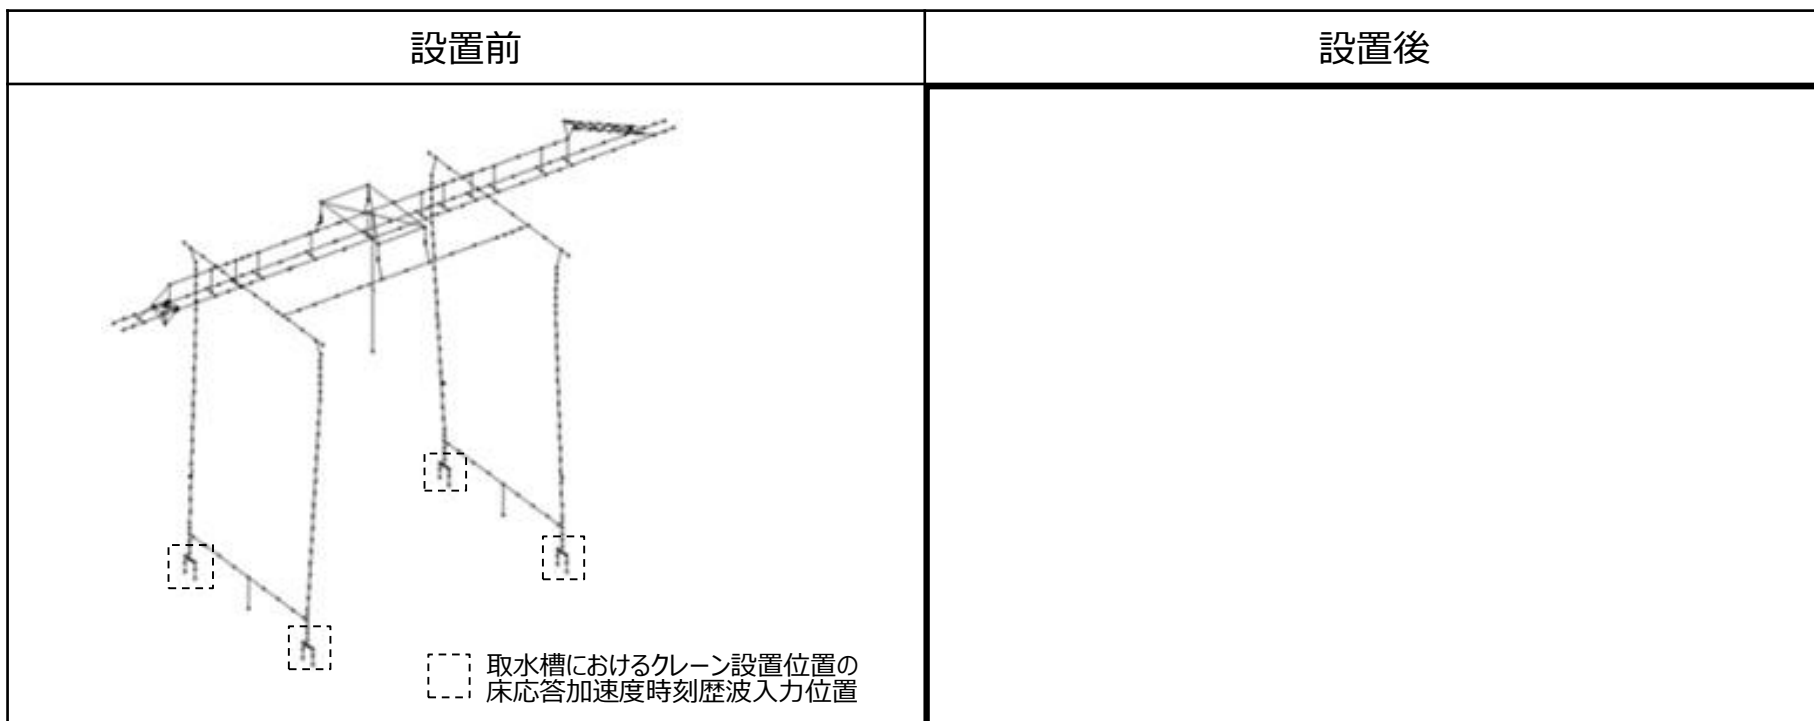 設置前
設置後
取水槽におけるクレーン設置位置の
床応答加速度時刻歴波入力位置